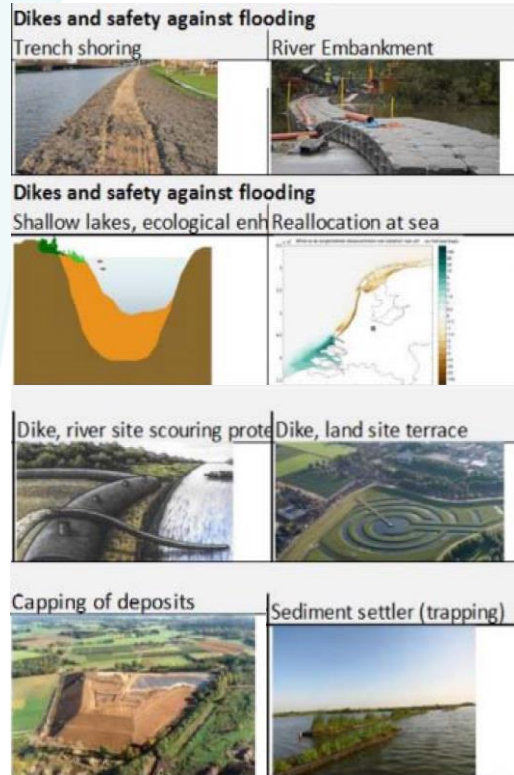 Dikes and safety against flooding
Trench shoring
River Embankment
Dikes and safety against flooding
Shallow lakes, ecological enh
Reallocation at sea
Dike, river site scouring prote
Dike, land site terrace
Capping of deposits
Sediment settler (trapping)